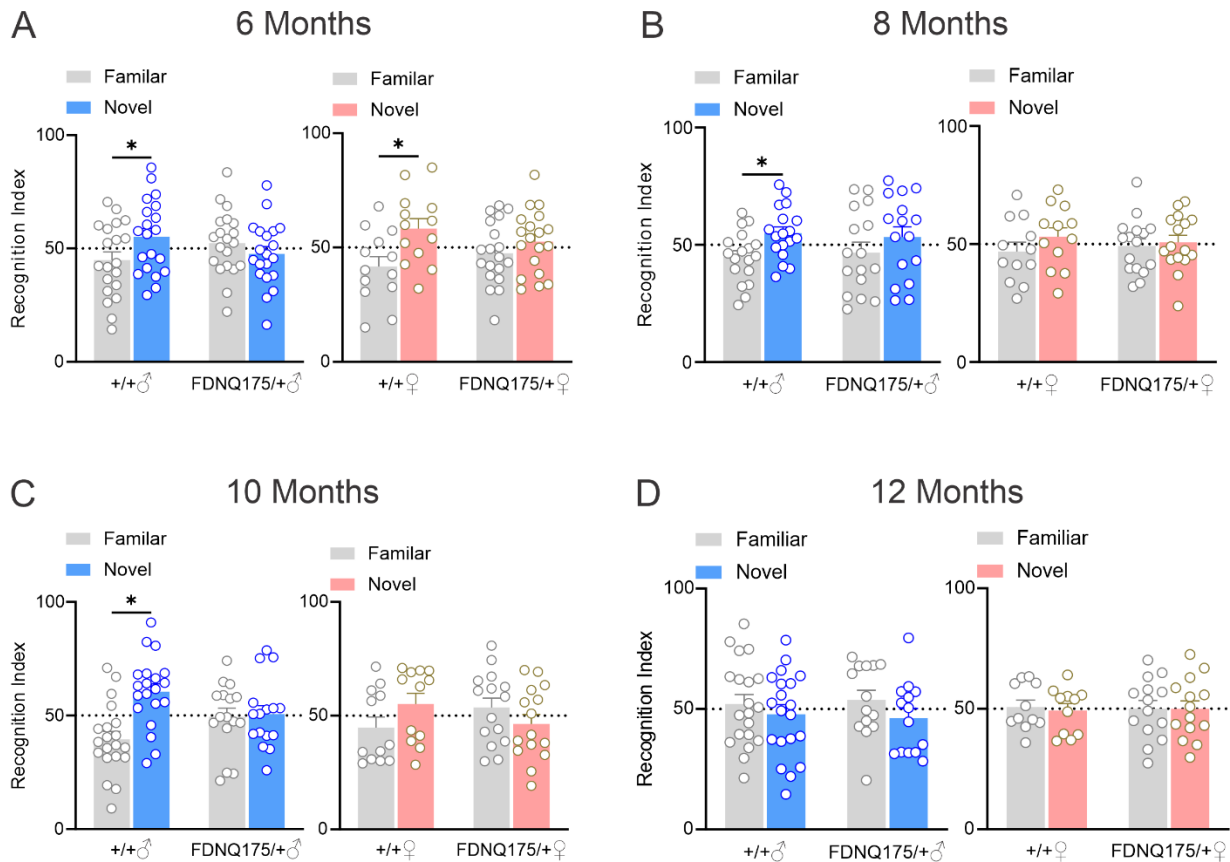 A
6 Months
Familar
Novel
*
100
50
0
Recognition Index
+/+♂
FDNQ175/+♂
Familar
Novel
*
100
50
0
+/+♀
FDNQ175/+♀
B
8 Months
Familar
Novel
*
100
50
0
Recognition Index
+/+♂
FDNQ175/+♂
Familar
Novel
100
50
0
+/+♀
FDNQ175/+♀
C
10 Months
Familar
Novel
*
100
50
0
Recognition Index
+/+♂
FDNQ175/+♂
Familar
Novel
100
50
0
+/+♀
FDNQ175/+♀
D
12 Months
Familiar
Novel
100
50
0
Recognition Index
+/+♂
FDNQ175/+♂
Familiar
Novel
100
50
0
+/+♀
FDNQ175/+♀